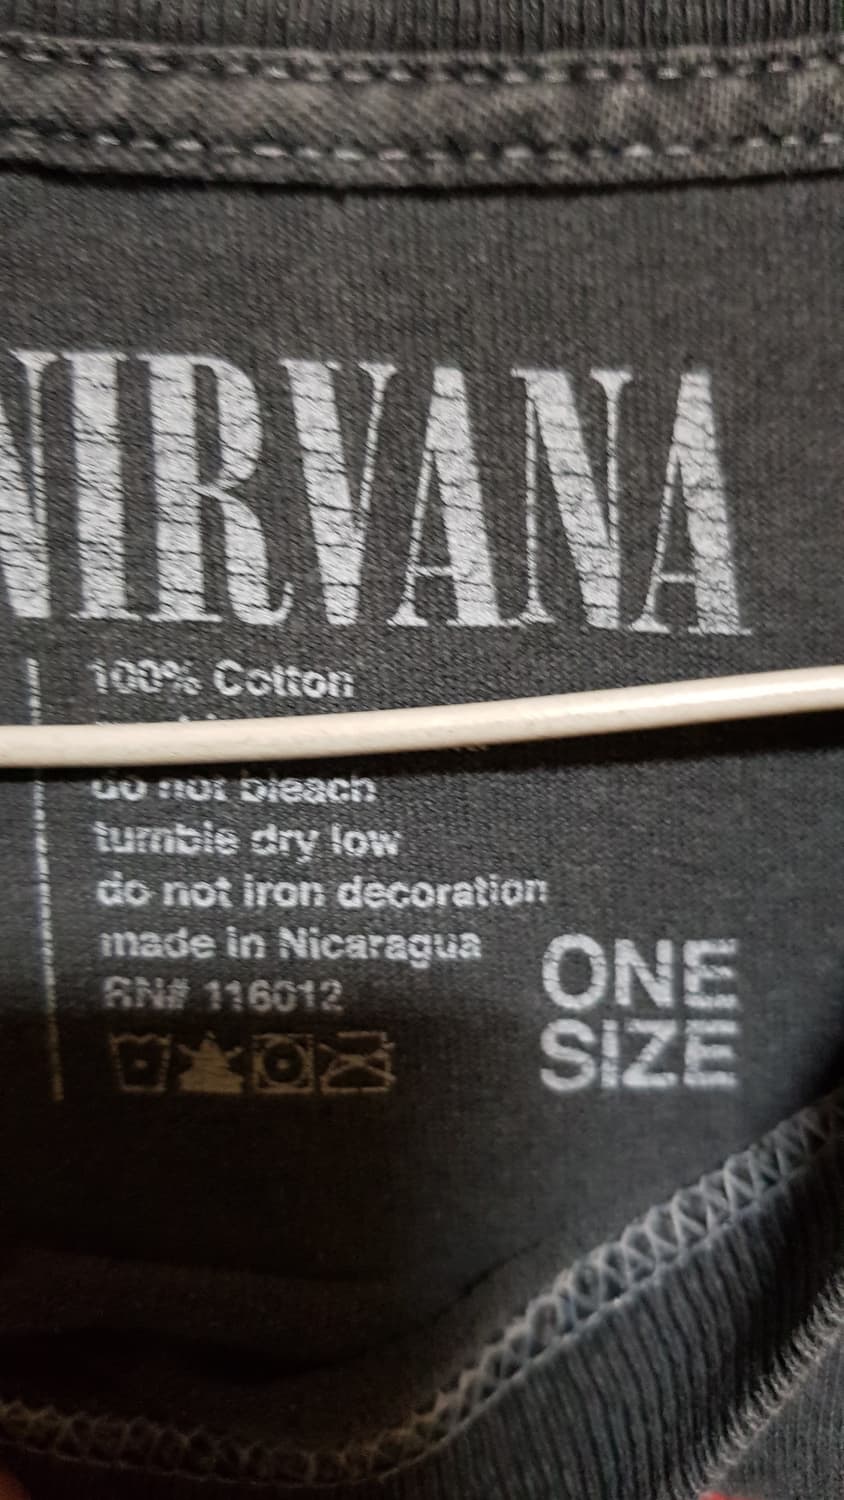 NIRVANA
100% Cotton
do not bleach
tumble dry low
do not iron decoration
made in Nicaragua
RN# 116012
ONE
SIZE